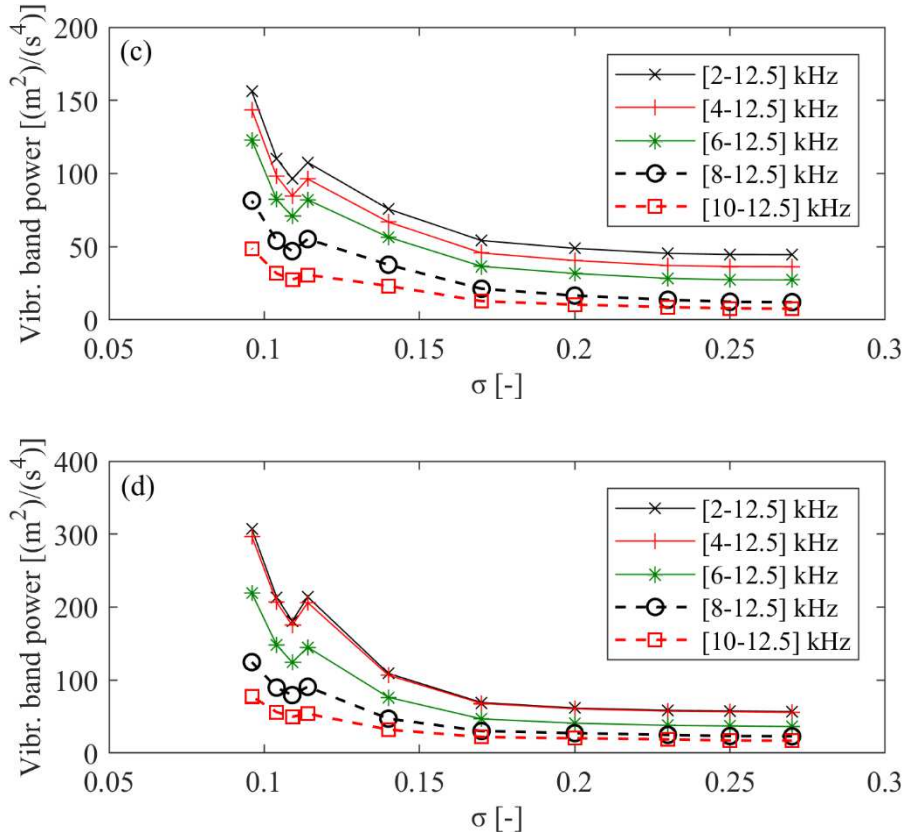 (c)
Vibr. band power [(m²)/(s⁴)]
200
150
100
50
0
[2-12.5] kHz
[4-12.5] kHz
[6-12.5] kHz
[8-12.5] kHz
[10-12.5] kHz
0.05 0.1 0.15 0.2 0.25 0.3
σ [-]
(d)
Vibr. band power [(m²)/(s⁴)]
400
300
200
100
0
[2-12.5] kHz
[4-12.5] kHz
[6-12.5] kHz
[8-12.5] kHz
[10-12.5] kHz
0.05 0.1 0.15 0.2 0.25 0.3
σ [-]